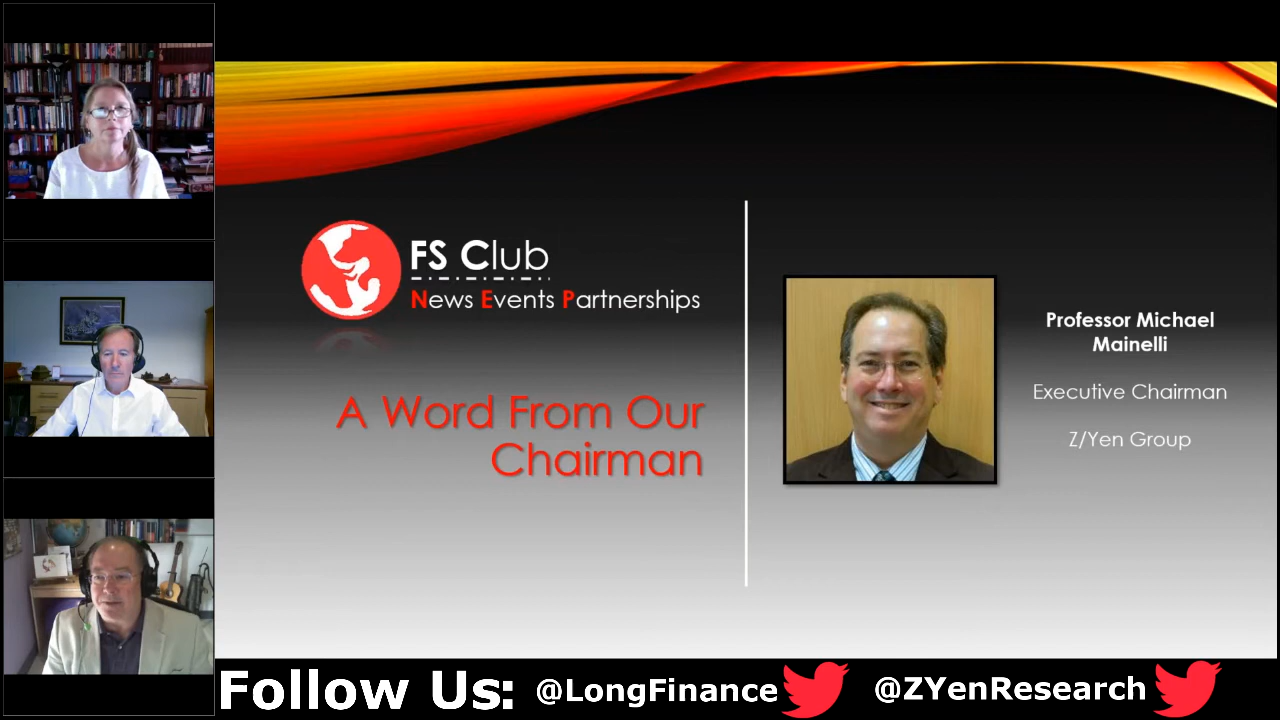 FS Club
News Events Partnerships
A Word From Our
Chairman
Professor Michael
Mainelli
Executive Chairman
Z/Yen Group
Follow Us: @LongFinance @ZYenResearch